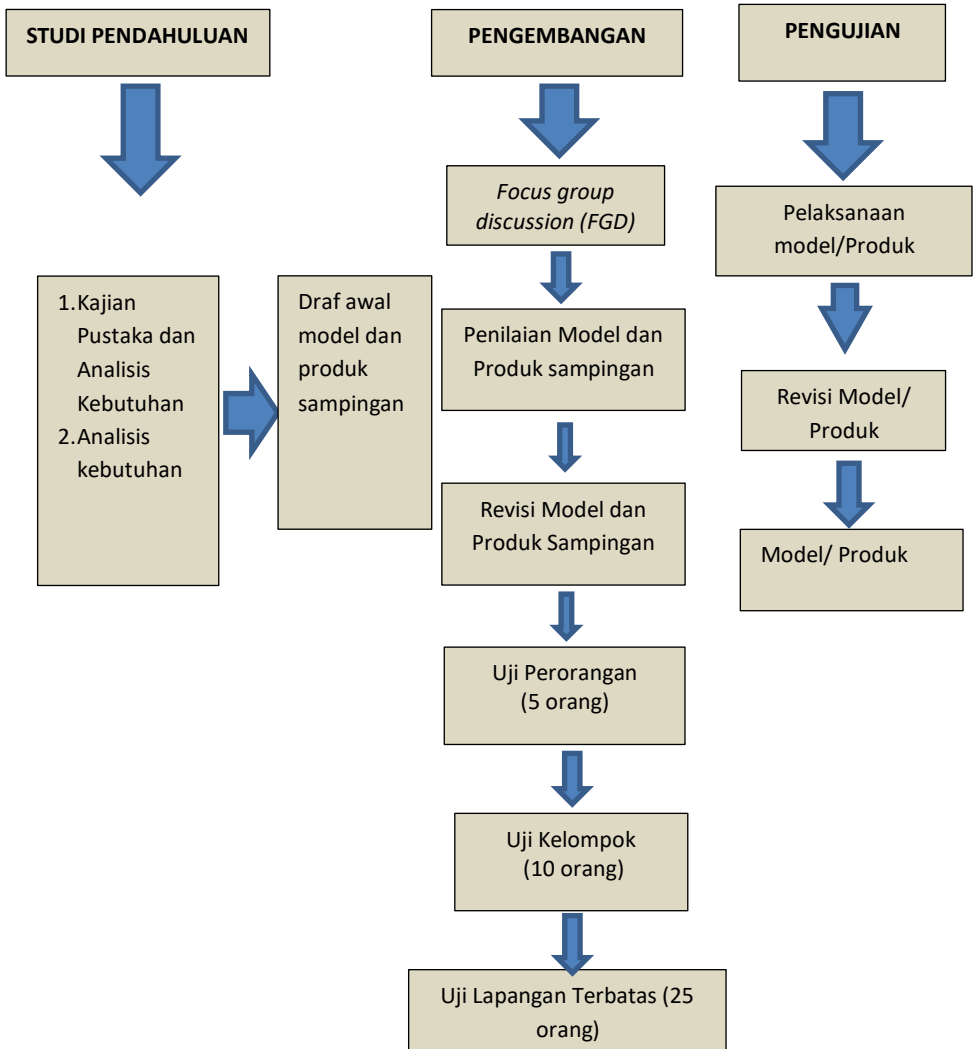 STUDI PENDAHULUAN
1.Kajian
Pustaka dan
Analisis
Kebutuhan
2.Analisis
kebutuhan
Draf awal
model dan
produk
sampingan
PENGEMBANGAN
Focus group
discussion (FGD)
Penilaian Model dan
Produk sampingan
Revisi Model dan
Produk Sampingan
Uji Perorangan
(5 orang)
Uji Kelompok
(10 orang)
Uji Lapangan Terbatas (25
orang)
PENGUJIAN
Pelaksanaan
model/Produk
Revisi Model/
Produk
Model/ Produk